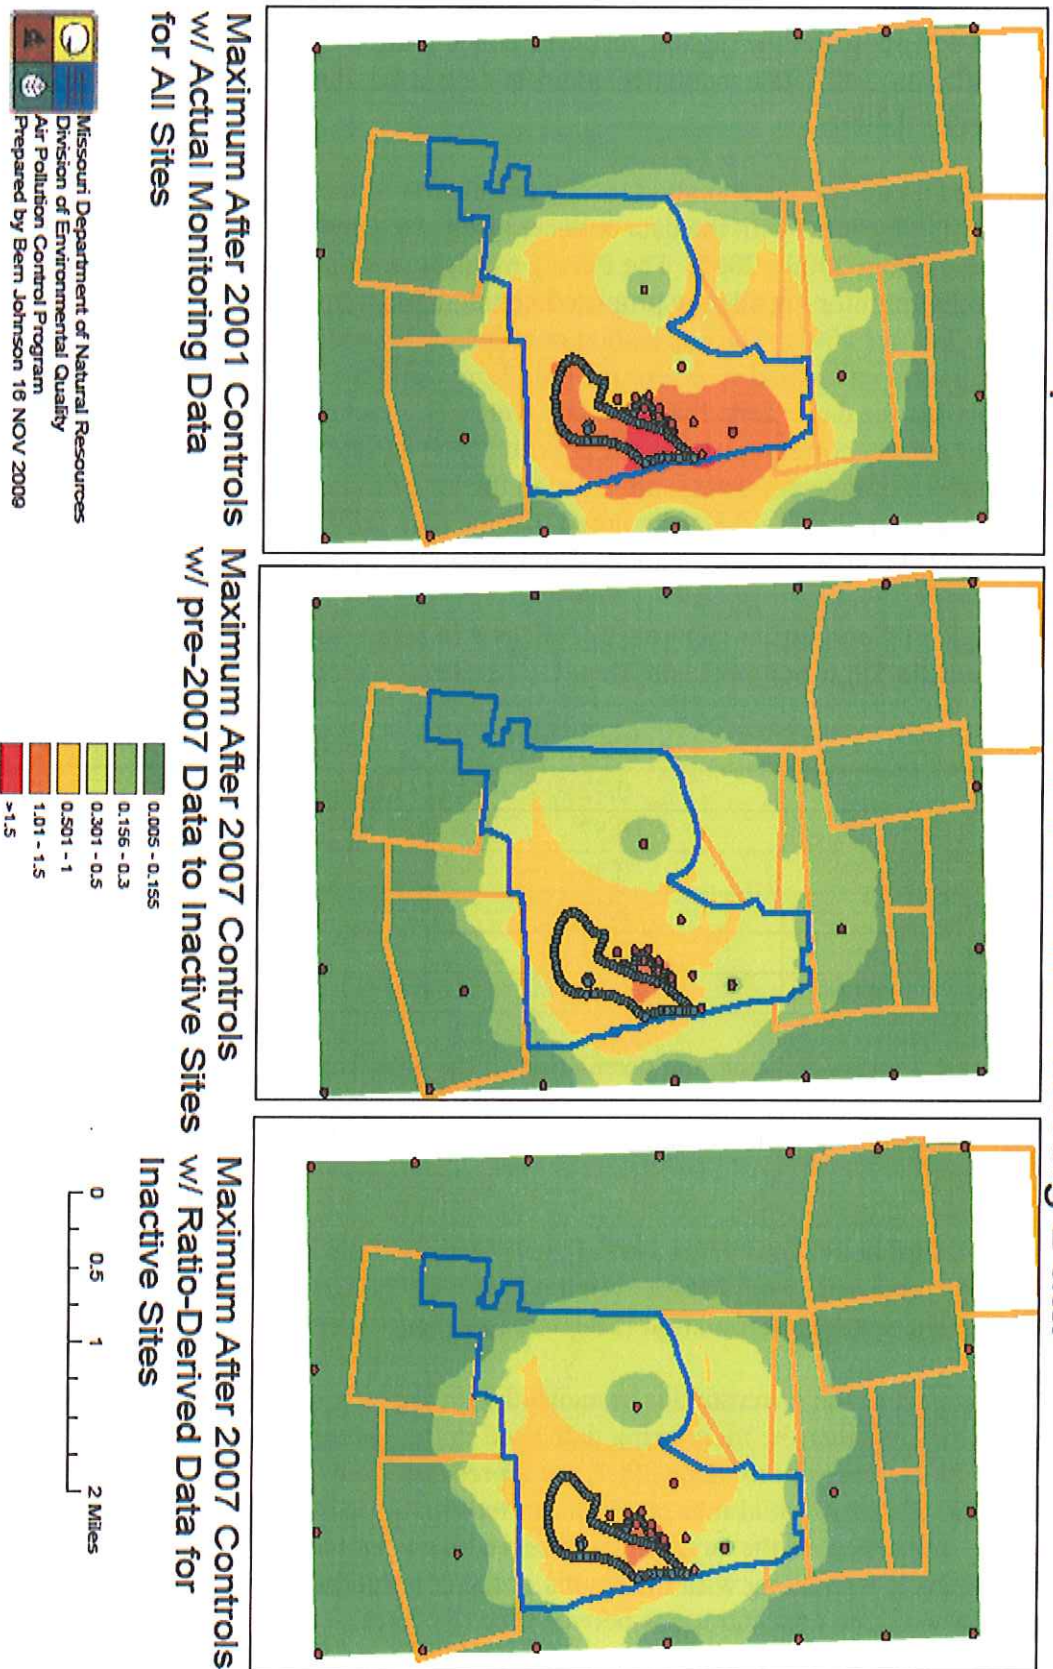 Maximum After 2001 Controls
w/ Actual Monitoring Data
for All Sites
Maximum After 2007 Controls
w/ pre-2007 Data to Inactive Sites
Maximum After 2007 Controls
w/ Ratio-Derived Data for
Inactive Sites
4
Missouri Department of Natural Resources
Division of Environmental Quality
Air Pollution Control Program
Prepared by Bern Johnson 16 NOV 2009
0.005 - 0.155
0.156 - 0.3
0.301 - 0.5
0.501 - 1
1.01 - 1.5
>1.5
0 0.5 1 2 Miles